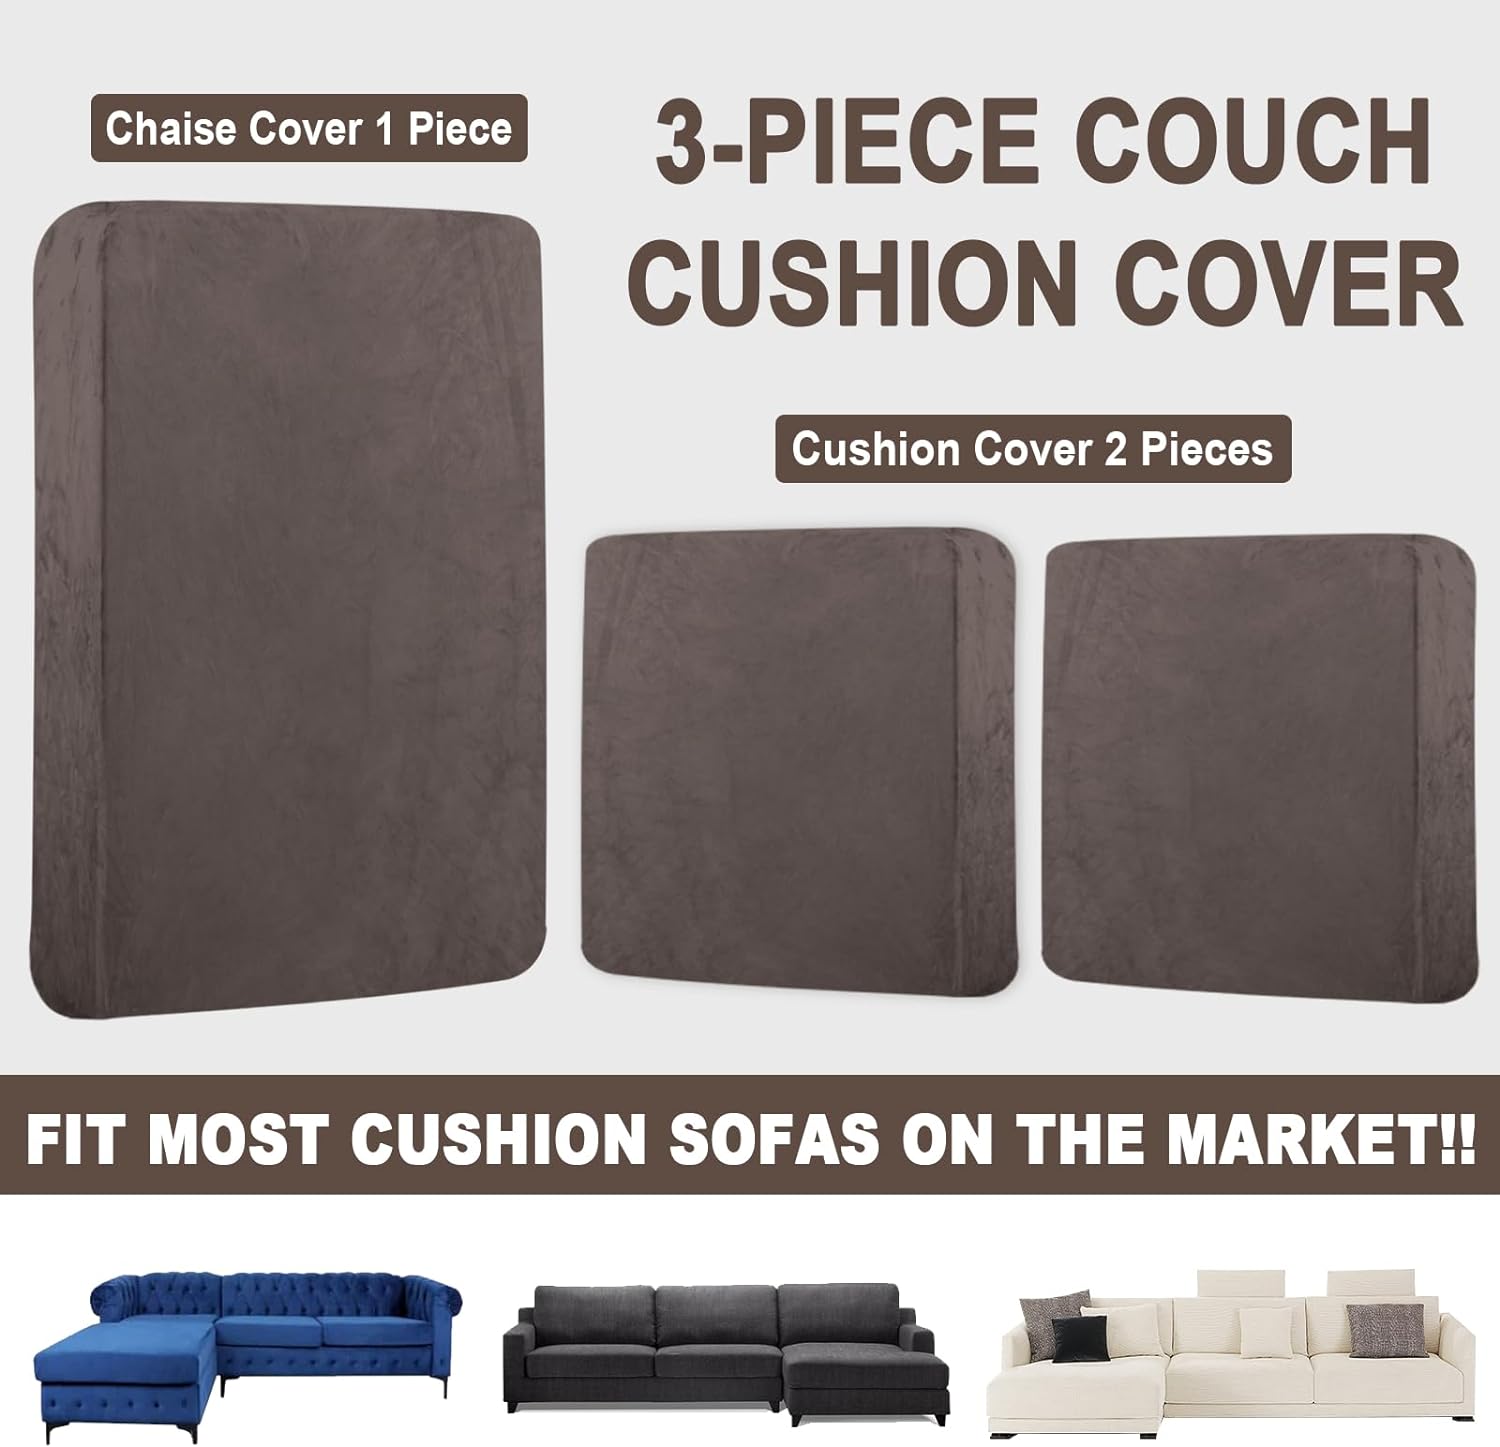 Chaise Cover 1 Piece
3-PIECE COUCH
CUSHION COVER
Cushion Cover 2 Pieces
FIT MOST CUSHION SOFAS ON THE MARKET!!